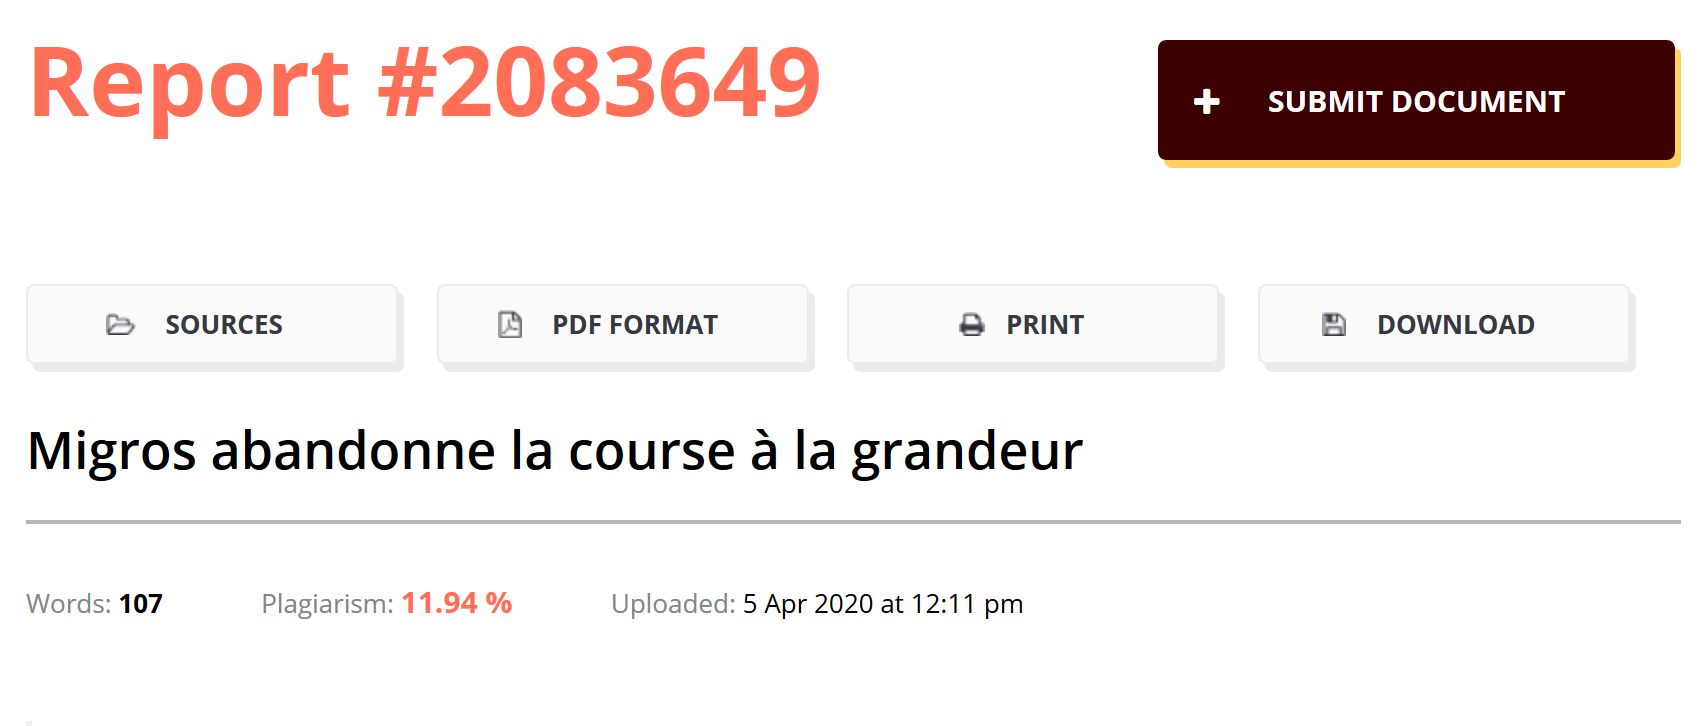 Report #2083649
SUBMIT DOCUMENT
SOURCES
PDF FORMAT
PRINT
DOWNLOAD
Migros abandonne la course à la grandeur
Words: 107
Plagiarism: 11.94 %
Uploaded: 5 Apr 2020 at 12:11 pm